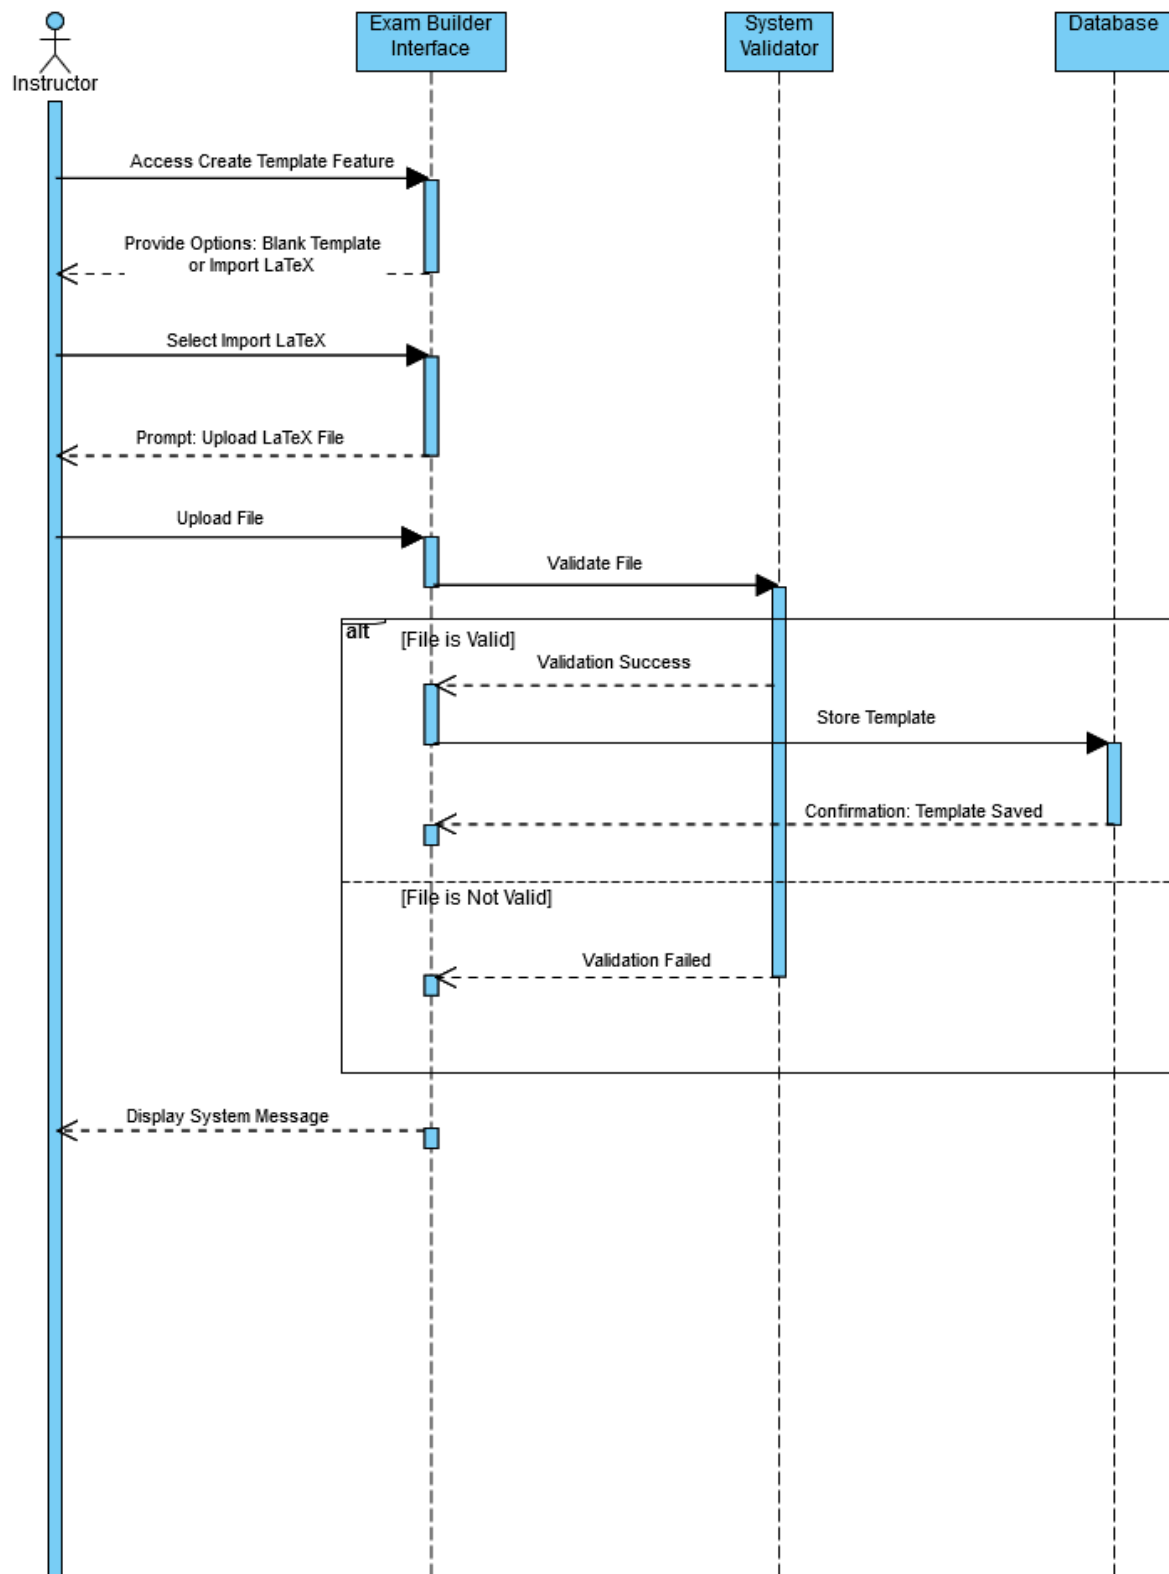 Exam Builder
Interface
System
Validator
Database
Instructor
Access Create Template Feature
Provide Options: Blank Template
or Import LaTeX
Select Import LaTeX
Prompt: Upload LaTeX File
Upload File
Validate File
alt
[File is Valid]
Validation Success
Store Template
Confirmation: Template Saved
[File is Not Valid]
Validation Failed
Display System Message